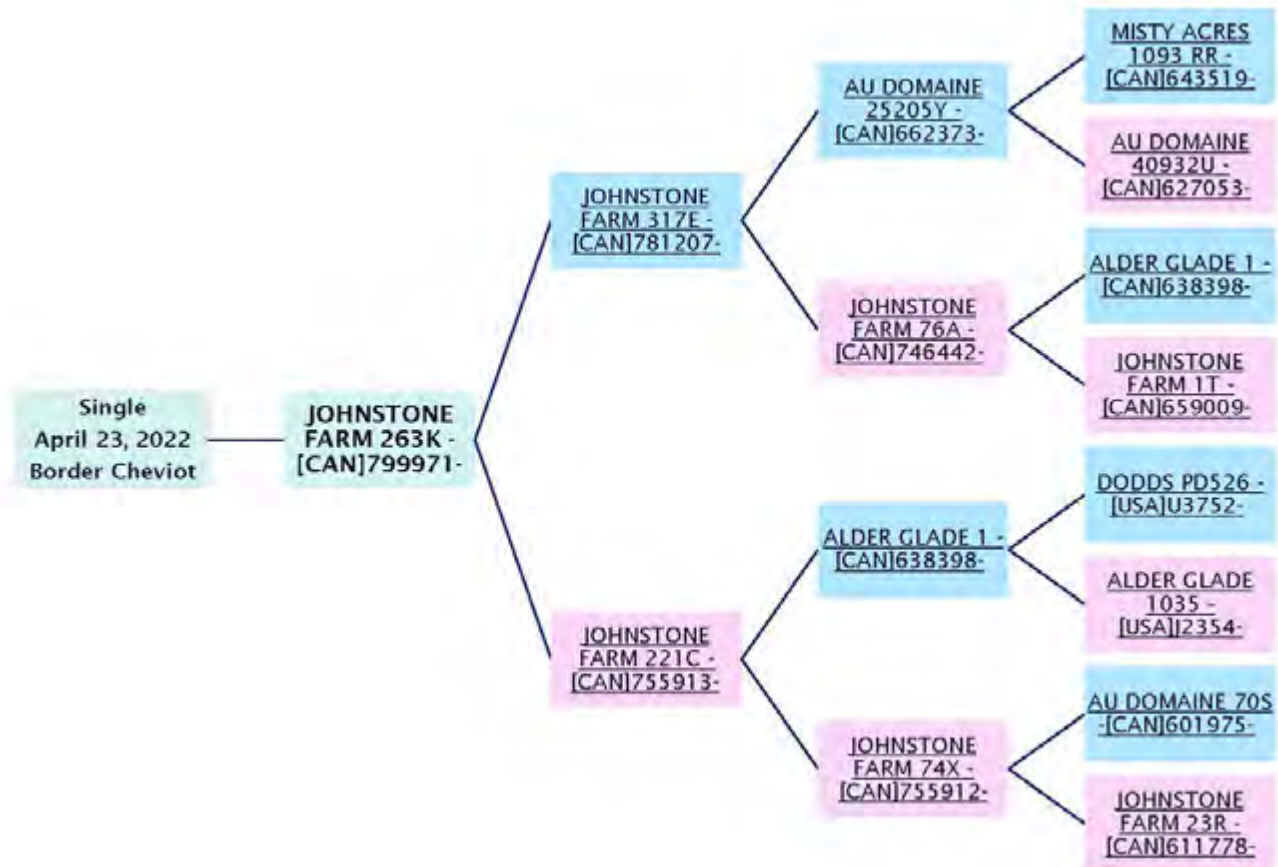 Single
April 23, 2022
Border Cheviot
JOHNSTONE
FARM 263K -
[CAN]799971-
JOHNSTONE
FARM 317E -
[CAN]781207-
JOHNSTONE
FARM 221C -
[CAN]755913-
AU DOMAINE
25205Y -
[CAN]662373-
JOHNSTONE
FARM 76A -
[CAN]746442-
ALDER GLADE 1 -
[CAN]638398-
JOHNSTONE
FARM 74X -
[CAN]755912-
MISTY ACRES
1093 RR -
[CAN]643519-
AU DOMAINE
40932U -
[CAN]627053-
ALDER GLADE 1 -
[CAN]638398-
JOHNSTONE
FARM 1T -
[CAN]659009-
DODDS PD526 -
[USA]U3752-
ALDER GLADE
1035 -
[USA]J2354-
AU DOMAINE 70S
-[CAN]601975-
JOHNSTONE
FARM 23R -
[CAN]611778-